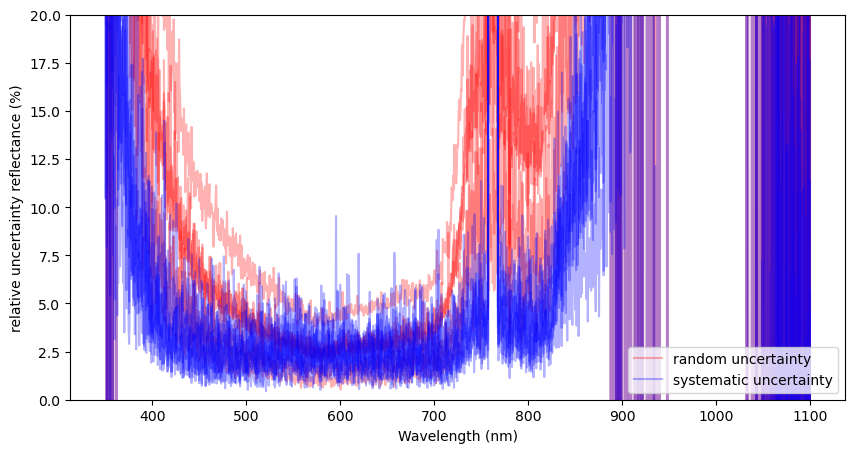 20.0
17.5
15.0
12.5
10.0
7.5
5.0
2.5
0.0
relative uncertainty reflectance (%)
400 500 600 700 800 900 1000 1100
Wavelength (nm)
random uncertainty
systematic uncertainty